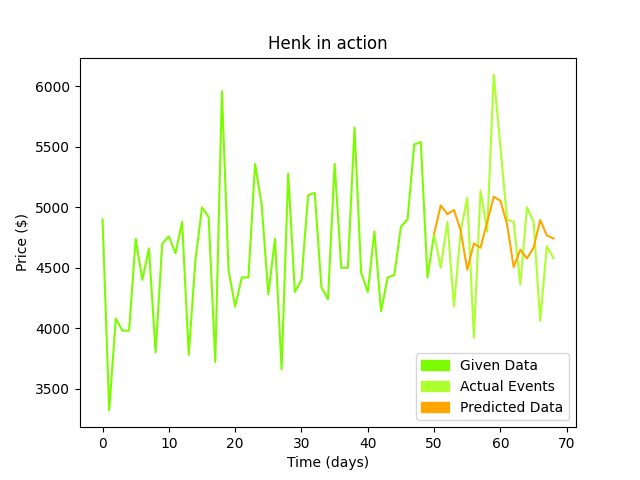 Henk in action
Price ($)
6000
5500
5000
4500
4000
3500
Given Data
Actual Events
Predicted Data
0 10 20 30 40 50 60 70
Time (days)